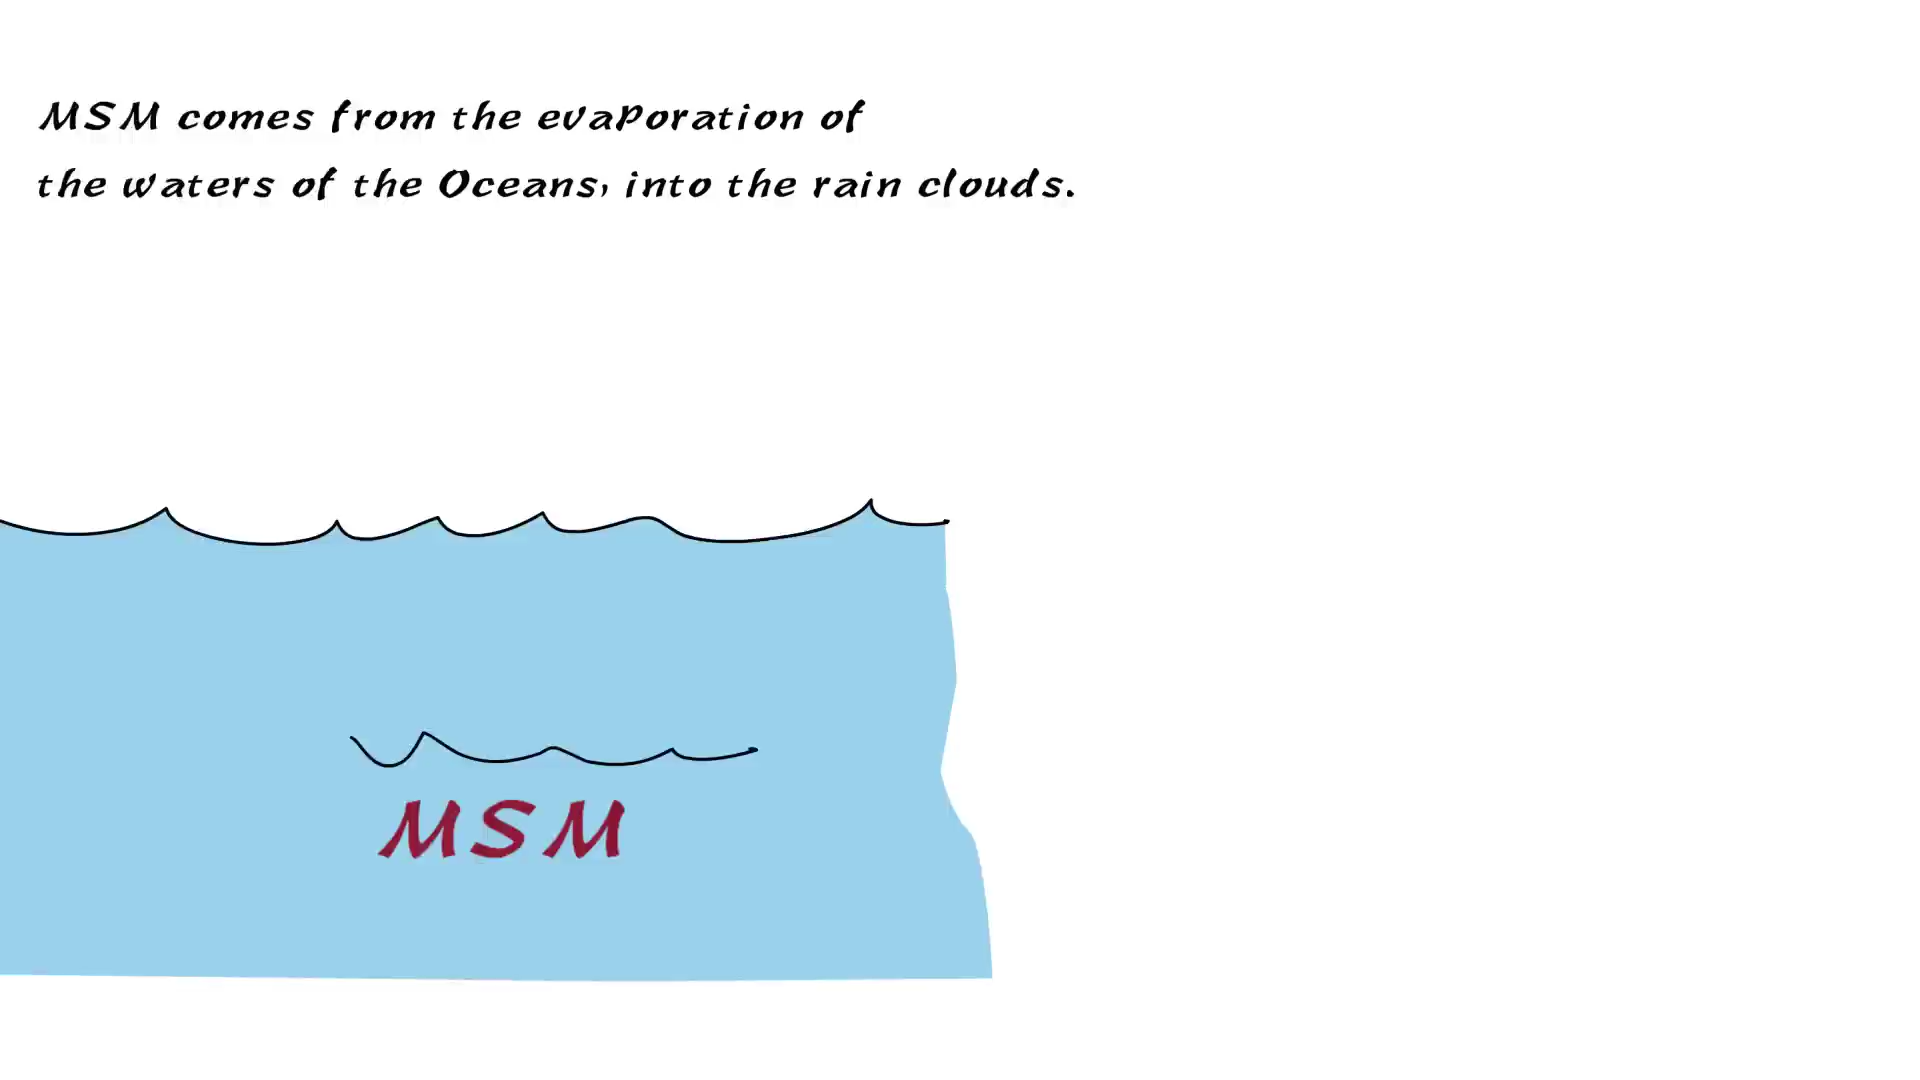 MSM comes from the evaporation of
the waters of the Oceans, into the rain clouds.
MSM